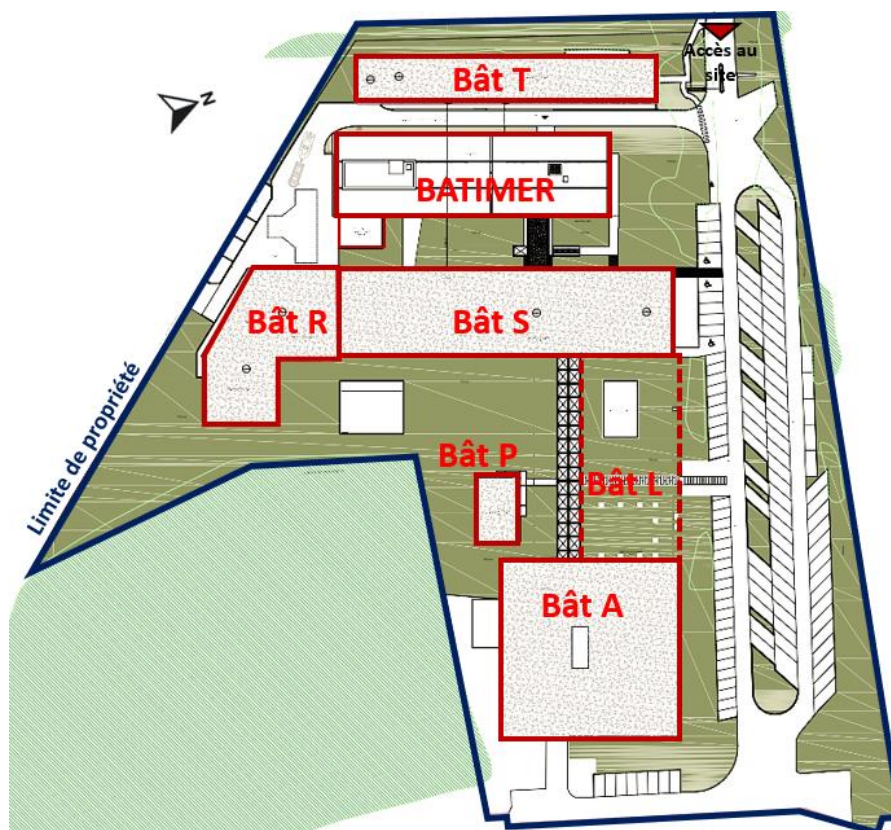 Accès au
site
Bât T
N
BATIMER
Bât R
Bât S
Limite de propriété
Bât P
Bât L
Bât A